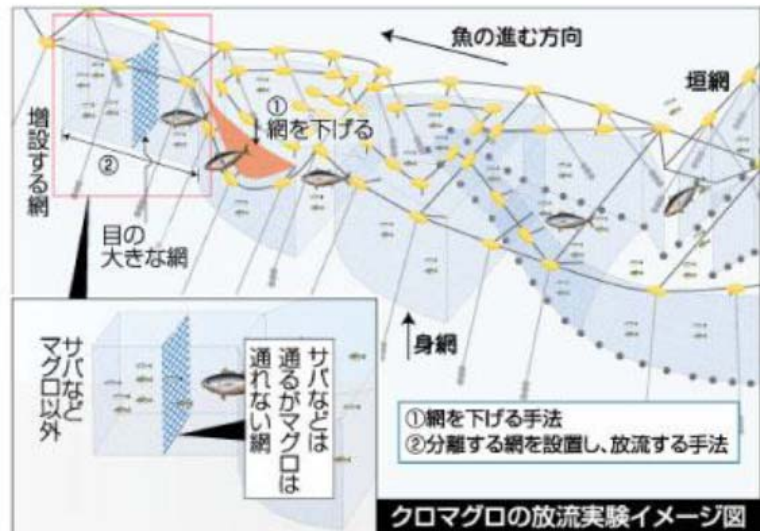 魚の進む方向
垣網
①
網を下げる
増設する網
②
目の
大きな網
身網
サバなど
マグロ以外
サバなどは
通るがマグロは
通れない網
①網を下げる手法
②分離する網を設置し、放流する手法
クロマグロの放流実験イメージ図